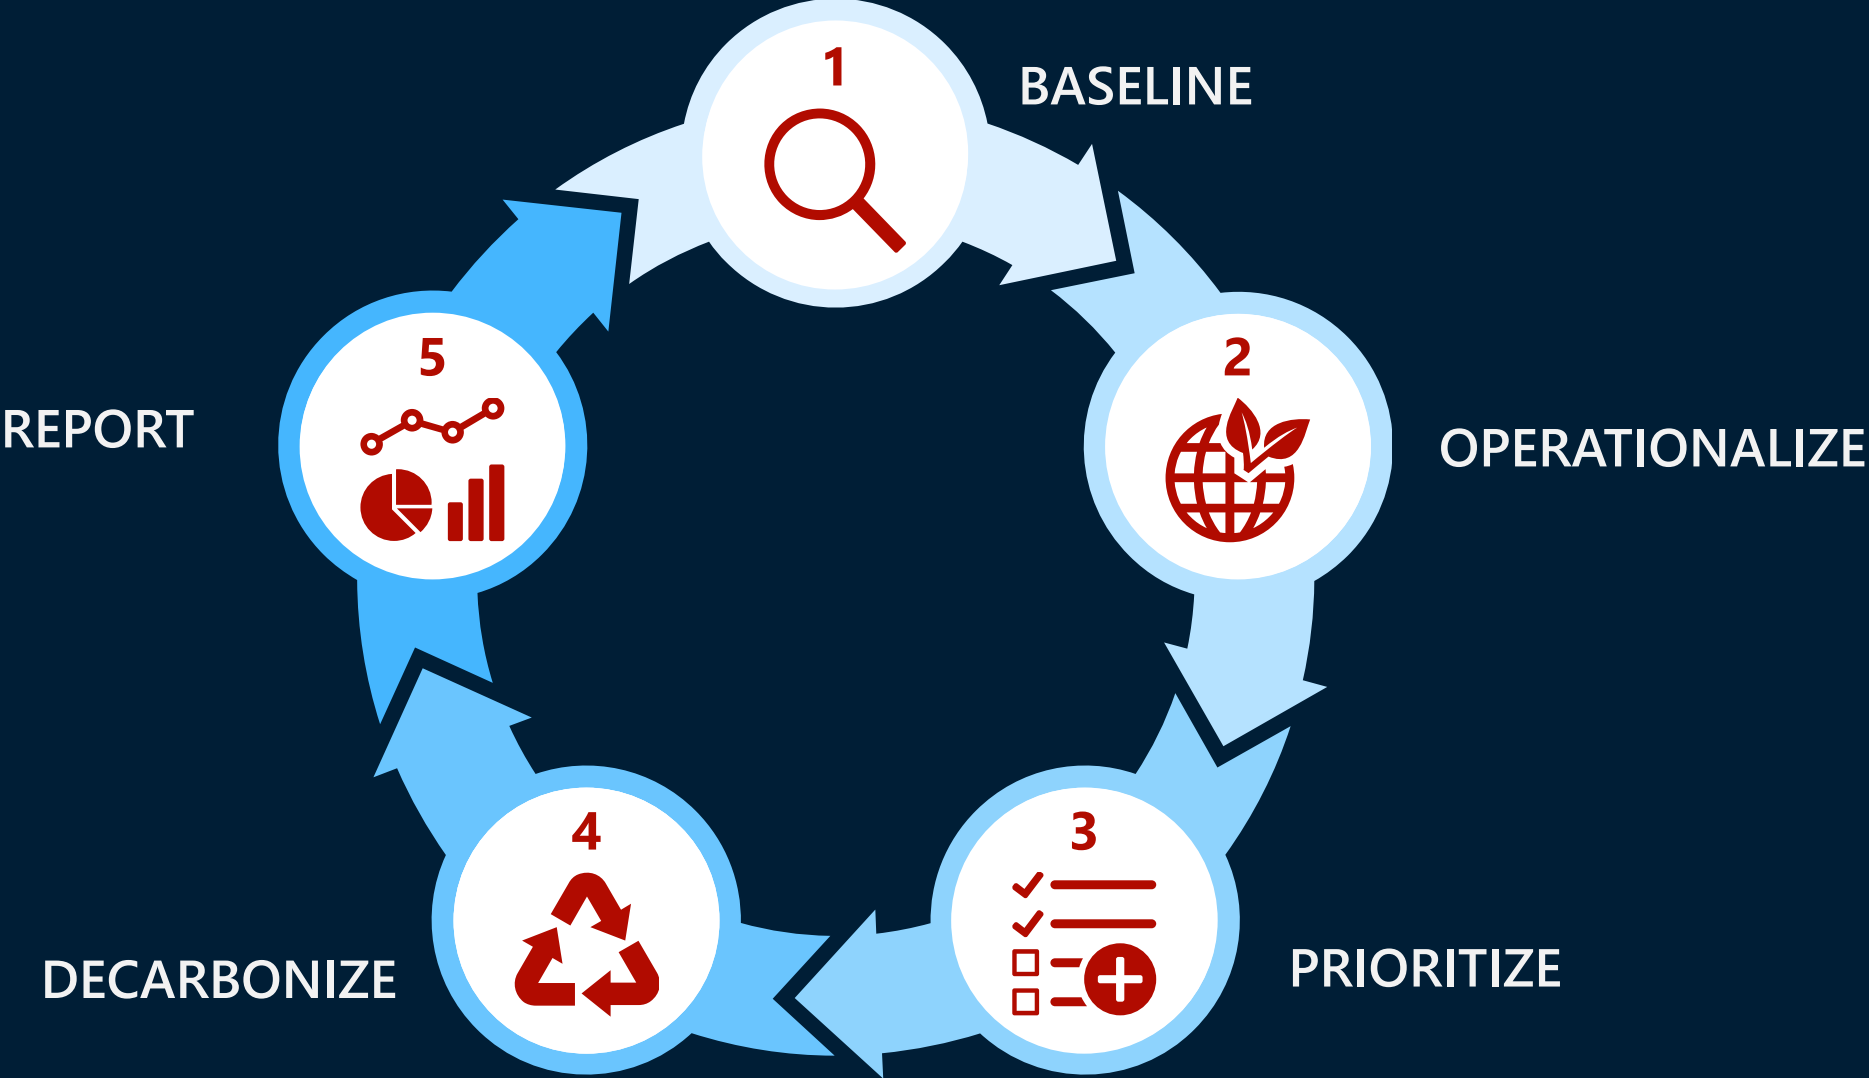 1
BASELINE
2
OPERATIONALIZE
3
PRIORITIZE
4
DECARBONIZE
5
REPORT